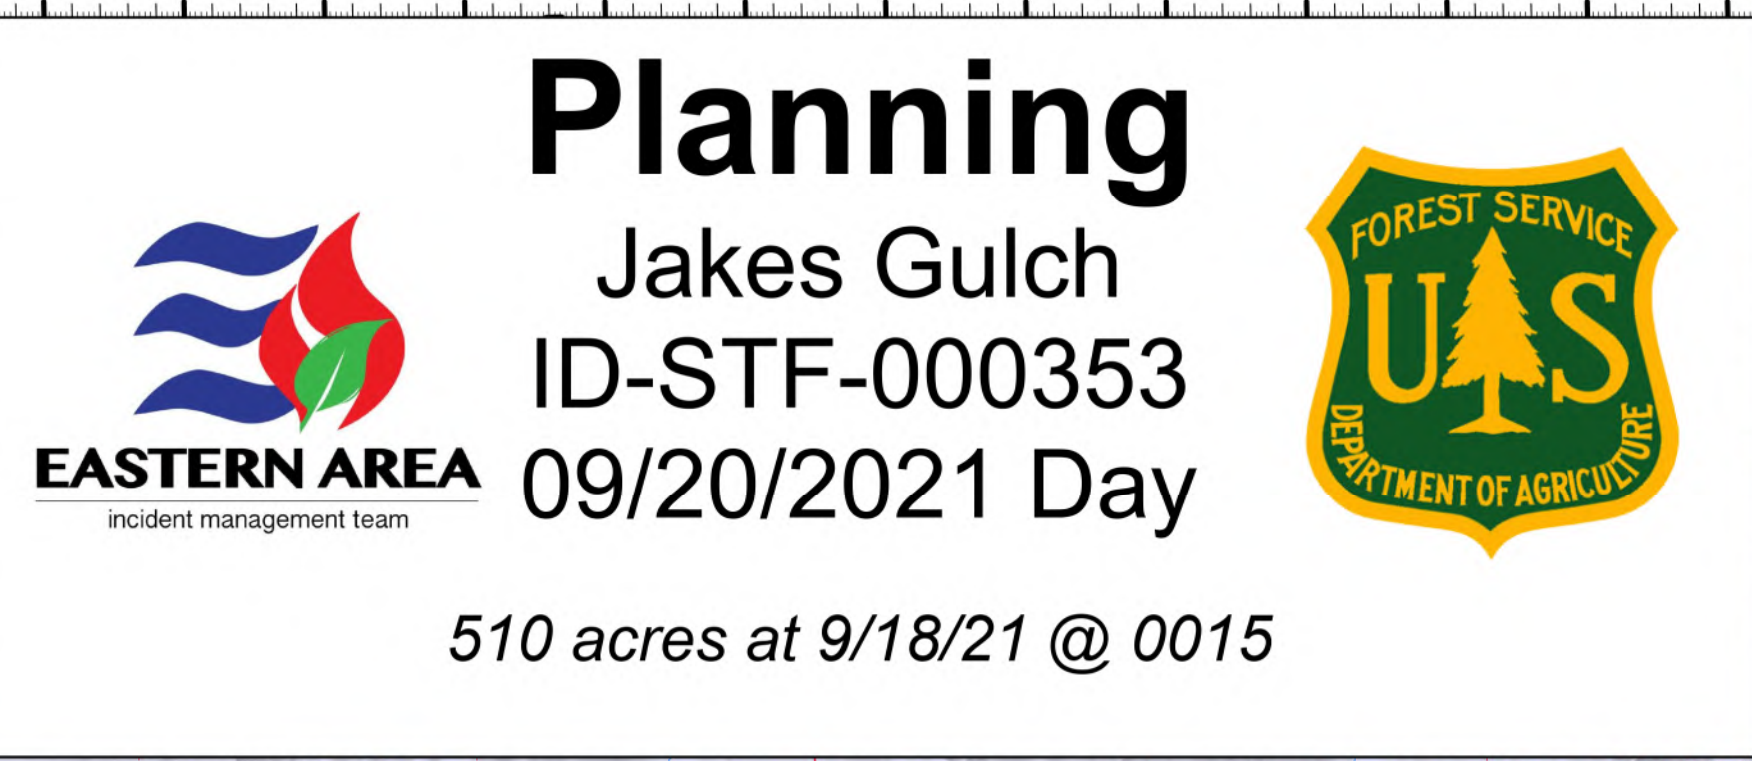 Planning
Jakes Gulch
ID-STF-000353
09/20/2021 Day
510 acres at 9/18/21 @ 0015
EASTERN AREA
incident management team
FOREST SERVICE
U S
DEPARTMENT OF AGRICULTURE